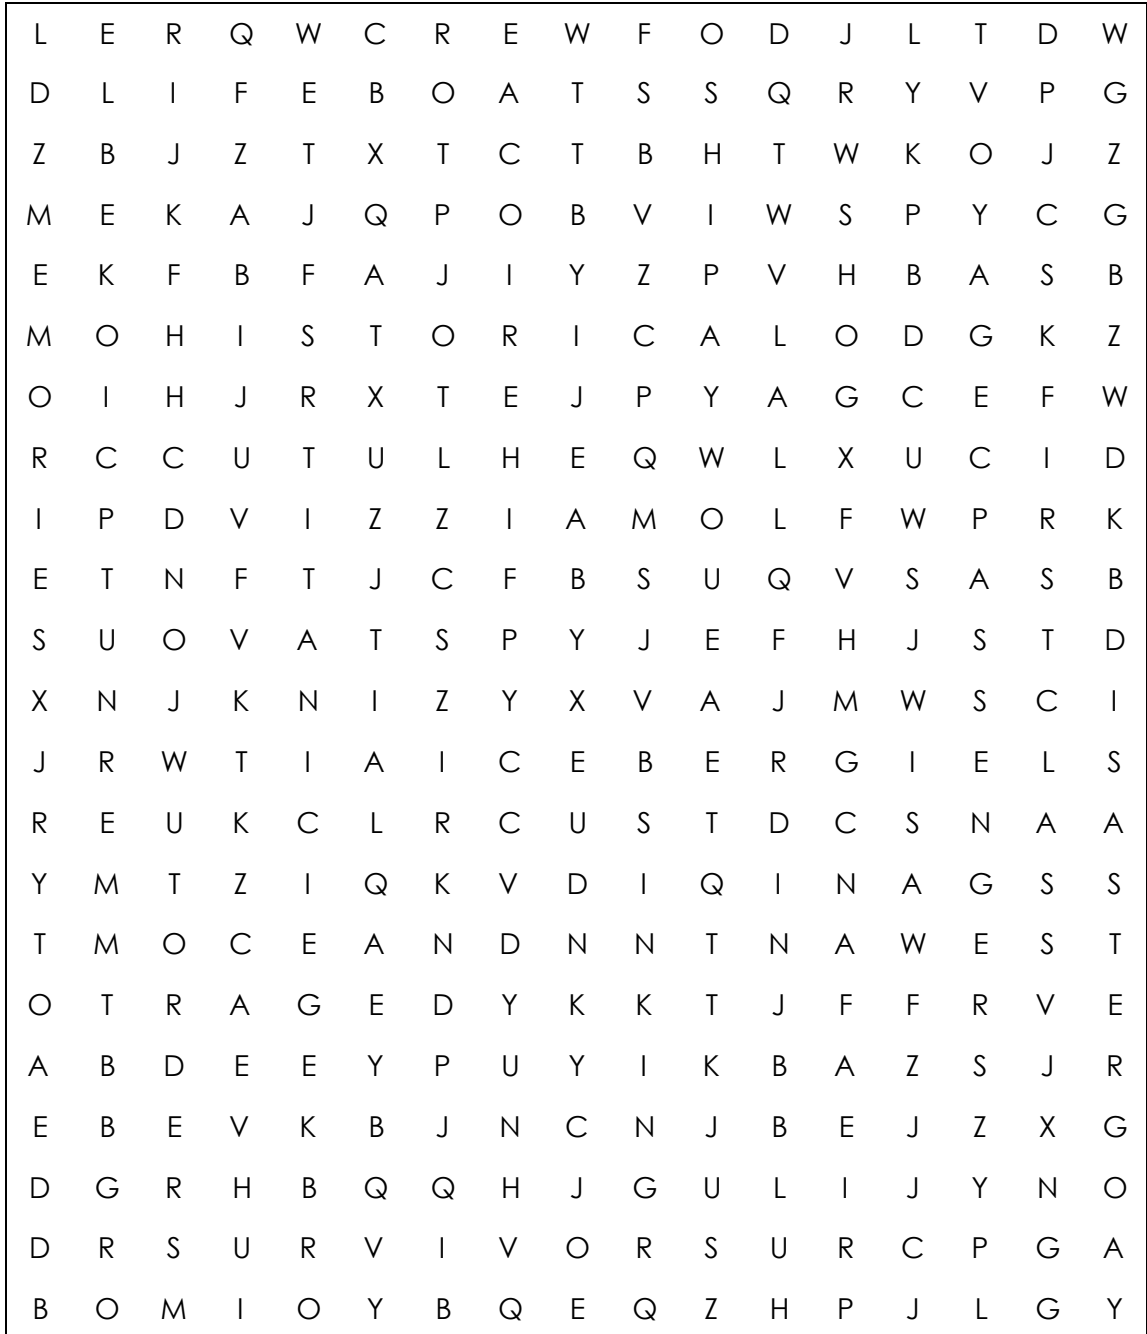 L E R Q W C R E W F O D J L T D W
D L I F E B O A T S S Q R Y V P G
Z B J Z T X T C T B H T W K O J Z
M E K A J Q P O B V I W S P Y C G
E K F B F A J I Y Z P V H B A S B
M O H I S T O R I C A L O D G K Z
O I H J R X T E J P Y A G C E F W
R C C U T U L H E Q W L X U C I D
I P D V I Z Z I A M O L F W P R K
E T N F T J C F B S U Q V S A S B
S U O V A T S P Y J E F H J S T D
X N J K N I Z Y X V A J M W S C I
J R W T I A I C E B E R G I E L S
R E U K C L R C U S T D C S N A A
Y M T Z I Q K V D I Q I N A G S S
T M O C E A N D N N T N A W E S T
O T R A G E D Y K K T J F F R V E
A B D E E Y P U Y I K B A Z S J R
E B E V K B J N C N J B E J Z X G
D G R H B Q Q H J G U L I J Y N O
D R S U R V I V O R S U R C P G A
B O M I O Y B Q E Q Z H P J L G Y